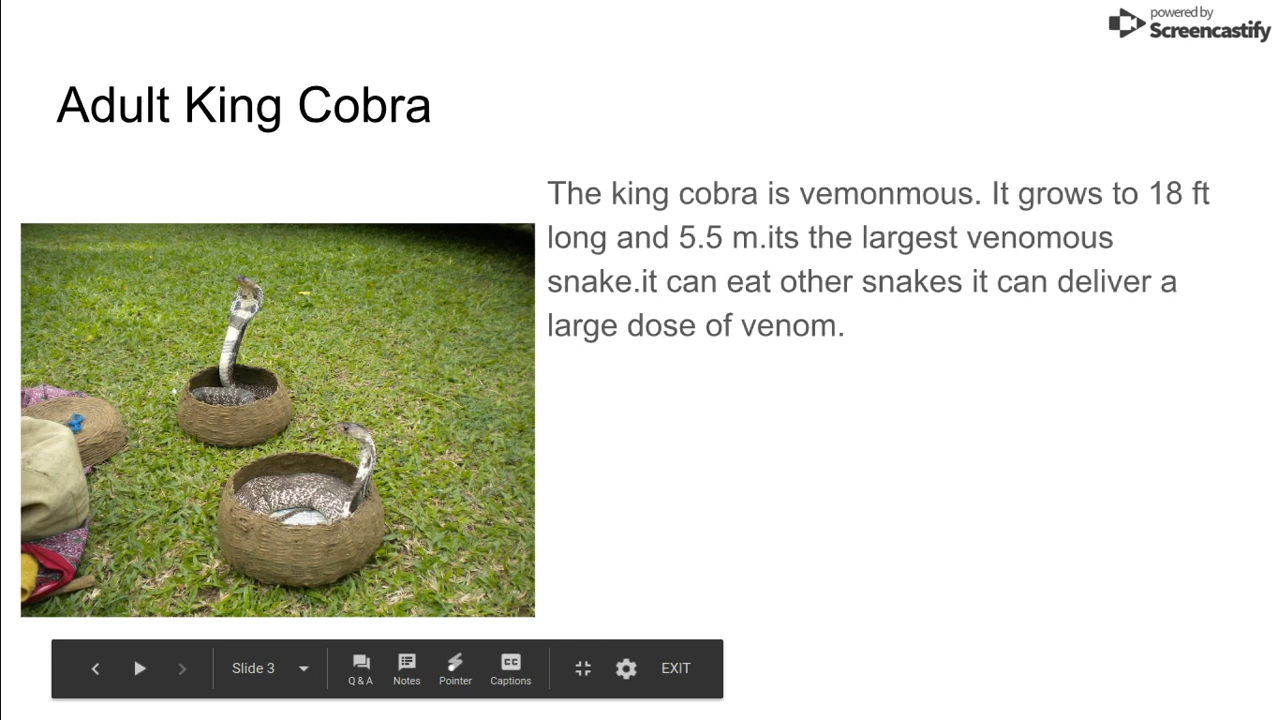 powered by
Screencastify
Adult King Cobra
The king cobra is vemonmous. It grows to 18 ft
long and 5.5 m.its the largest venomous
snake.it can eat other snakes it can deliver a
large dose of venom.
Slide 3
Q & A
Notes
Pointer
CC
Captions
EXIT